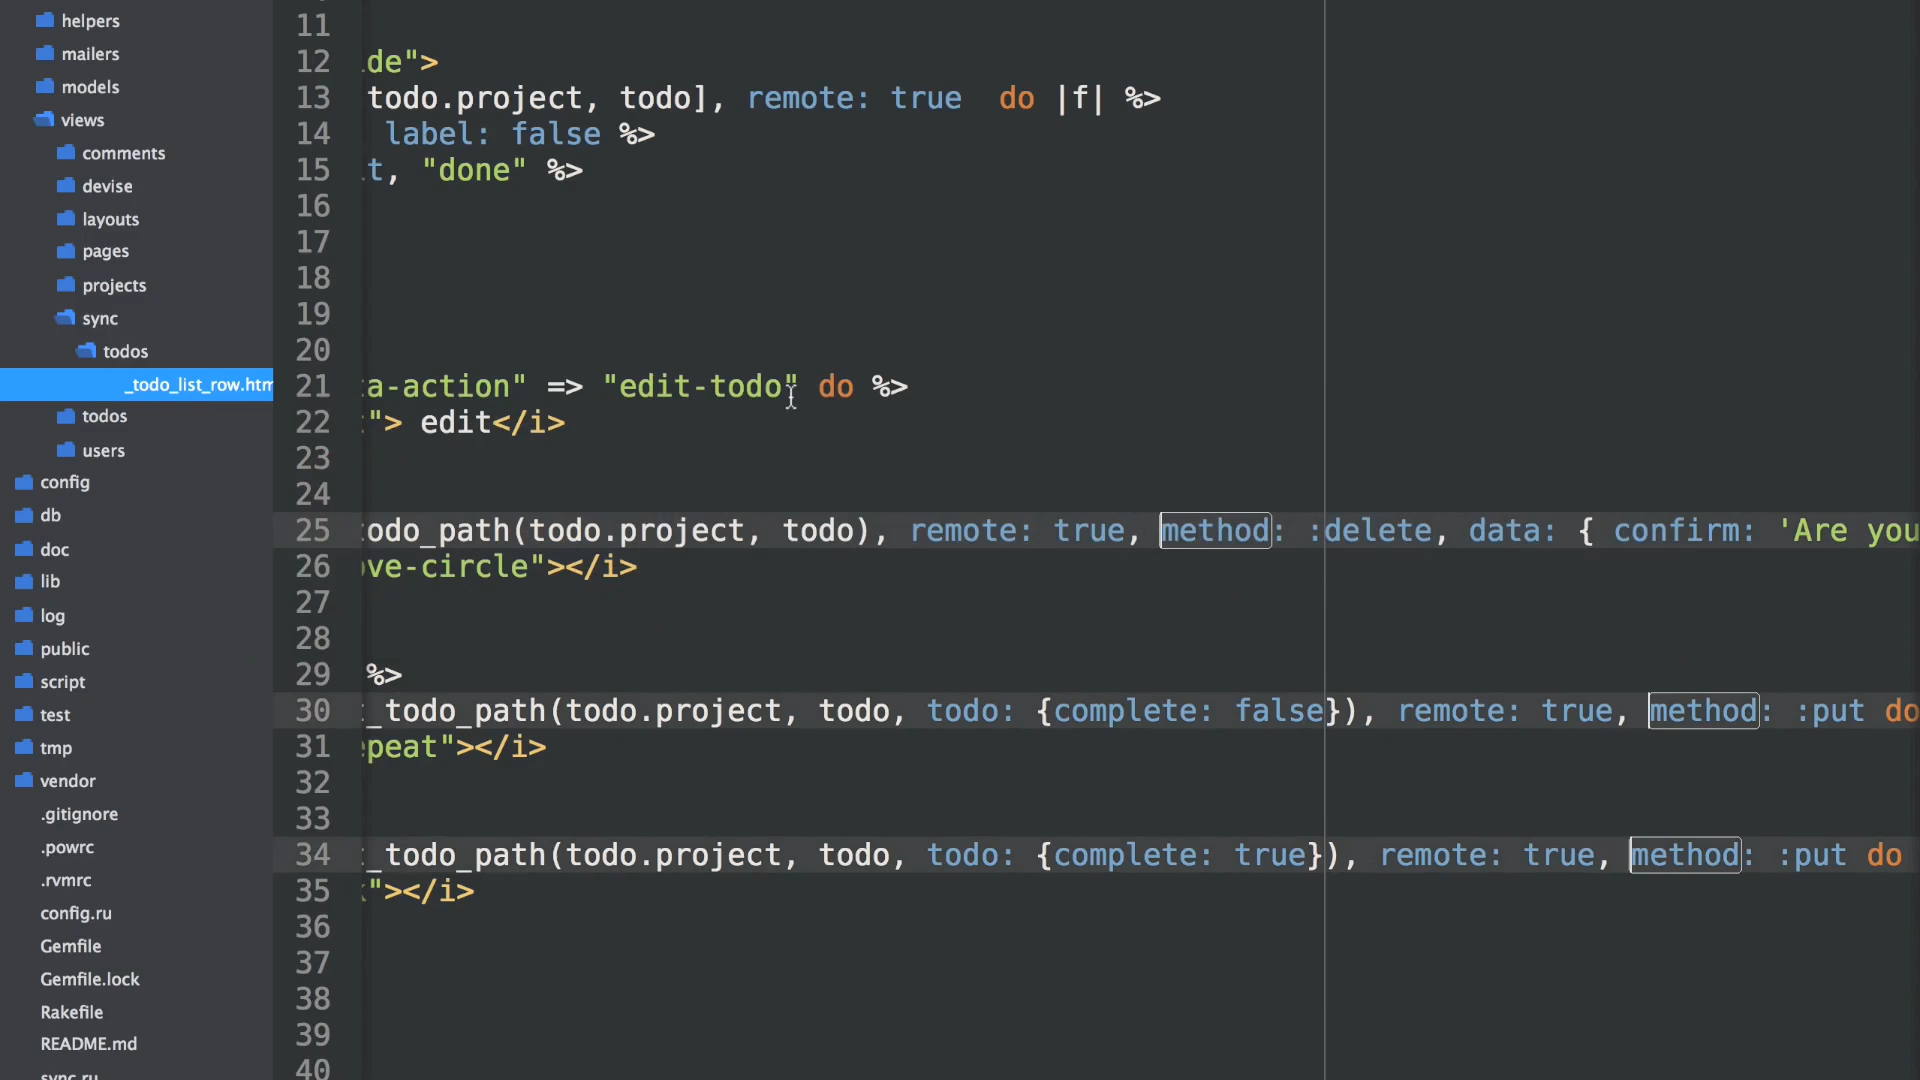 helpers
mailers
models
views
comments
devise
layouts
pages
projects
sync
todos
_todo_list_row.htm
todos
users
config
db
doc
lib
log
public
script
test
tmp
vendor
.gitignore
.powrc
.rvmrc
config.ru
Gemfile
Gemfile.lock
Rakefile
README.md
sync.ru
11
12 de">
13 todo.project, todo], remote: true  do |f| %>
14 label: false %>
15 t, "done" %>
16
17
18
19
20
21 a-action" => "edit-todo" do %>
22 "> edit</i>
23
24
25 odo_path(todo.project, todo), remote: true, method: :delete, data: { confirm: 'Are you
26 ve-circle"></i>
27
28
29 %>
30 _todo_path(todo.project, todo, todo: {complete: false}), remote: true, method: :put do
31 epeat"></i>
32
33
34 _todo_path(todo.project, todo, todo: {complete: true}), remote: true, method: :put do
35 "></i>
36
37
38
39
40